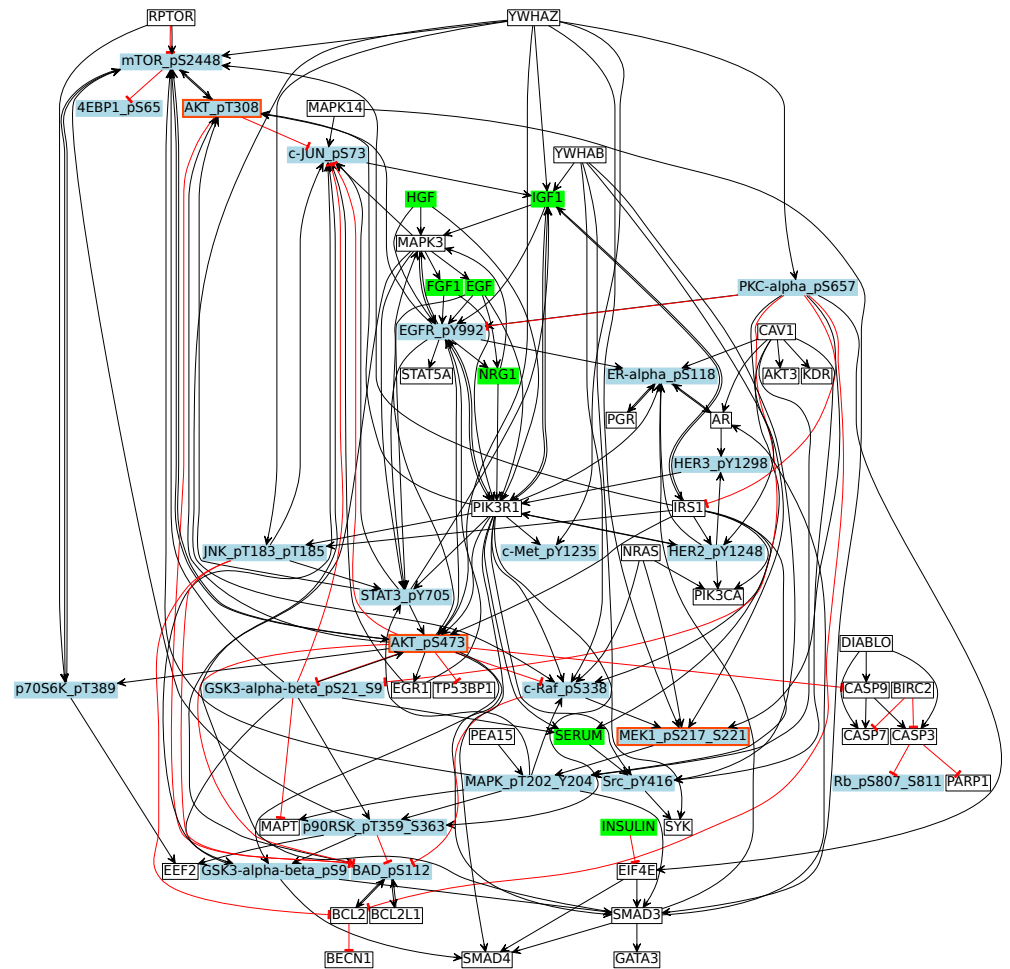 RPTOR
YWHAZ
mTOR_pS2448
4EBP1_pS65
AKT_pT308
MAPK14
c-JUN_pS73
YWHAB
HGF
IGF1
MAPK3
FGF1
EGF
PKC-alpha_pS657
EGFR_pY992
CAV1
STAT5A
NRG1
ER-alpha_pS118
AKT3
KDR
PGR
AR
HER3_pY1298
PIK3R1
IRS1
JNK_pT183_pT185
c-Met_pY1235
NRAS
HER2_pY1248
STAT3_pY705
PIK3CA
AKT_pS473
DIABLO
p70S6K_pT389
GSK3-alpha-beta_pS21_S9
EGR1
TP53BP1
c-Raf_pS338
CASP9
BIRC2
PEA15
SERUM
MEK1_pS217_S221
CASP7
CASP3
MAPK_pT202_Y204
Src_pY416
Rb_pS807_S811
PARP1
MAPT
p90RSK_pT359_S363
INSULIN
SYK
EEF2
GSK3-alpha-beta_pS9
BAD_pS112
EIF4E
BCL2
BCL2L1
SMAD3
BECN1
SMAD4
GATA3